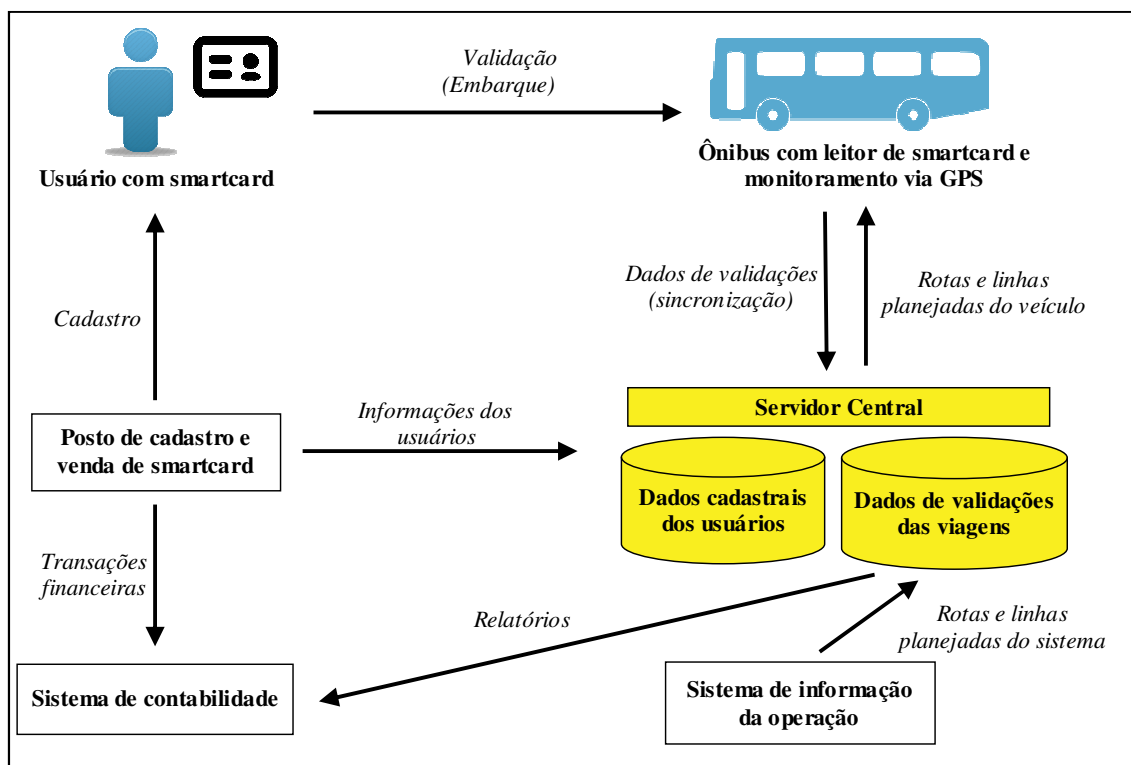 Validação
(Embarque)
Usuário com smartcard
Ônibus com leitor de smartcard e
monitoramento via GPS
Cadastro
Dados de validações
(sincronização)
Rotas e linhas
planejadas do veículo
Posto de cadastro e
venda de smartcard
Informações dos
usuários
Servidor Central
Dados cadastrais
dos usuários
Dados de validações
das viagens
Transações
financeiras
Relatórios
Rotas e linhas
planejadas do sistema
Sistema de contabilidade
Sistema de informação
da operação